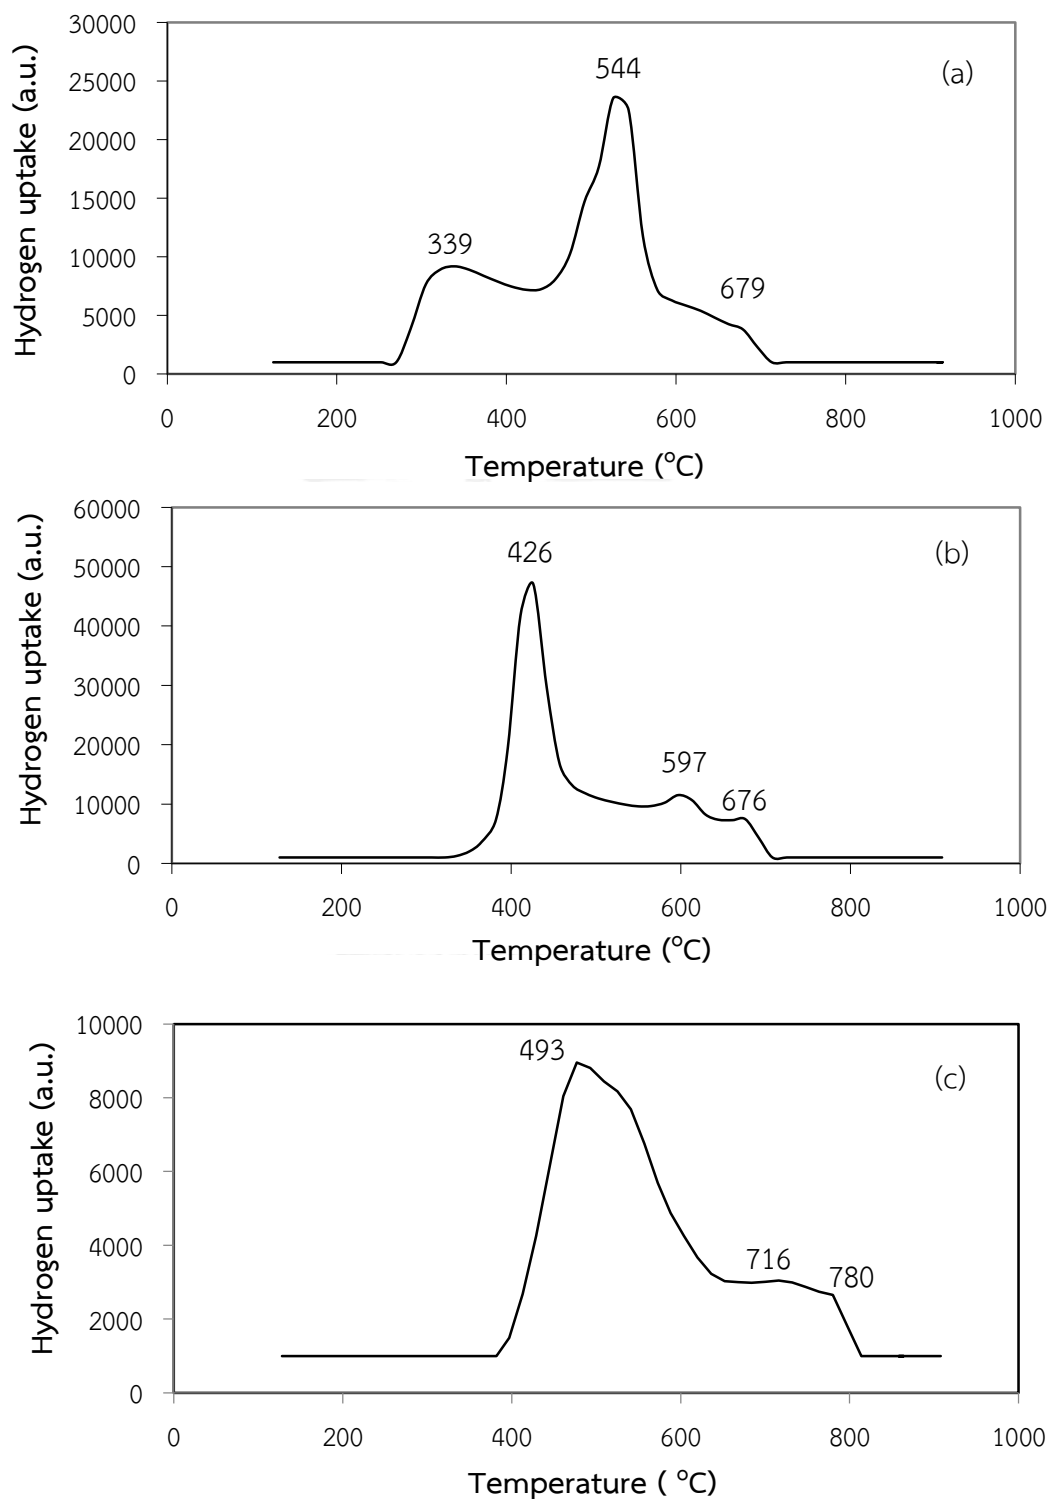 30000
25000
20000
15000
10000
5000
0
Hydrogen uptake (a.u.)
544
(a)
339
679
0 200 400 600 800 1000
Temperature (°C)
60000
50000
40000
30000
20000
10000
0
Hydrogen uptake (a.u.)
426
(b)
597
676
0 200 400 600 800 1000
Temperature (°C)
10000
8000
6000
4000
2000
0
Hydrogen uptake (a.u.)
493
(c)
716
780
0 200 400 600 800 1000
Temperature ( °C)